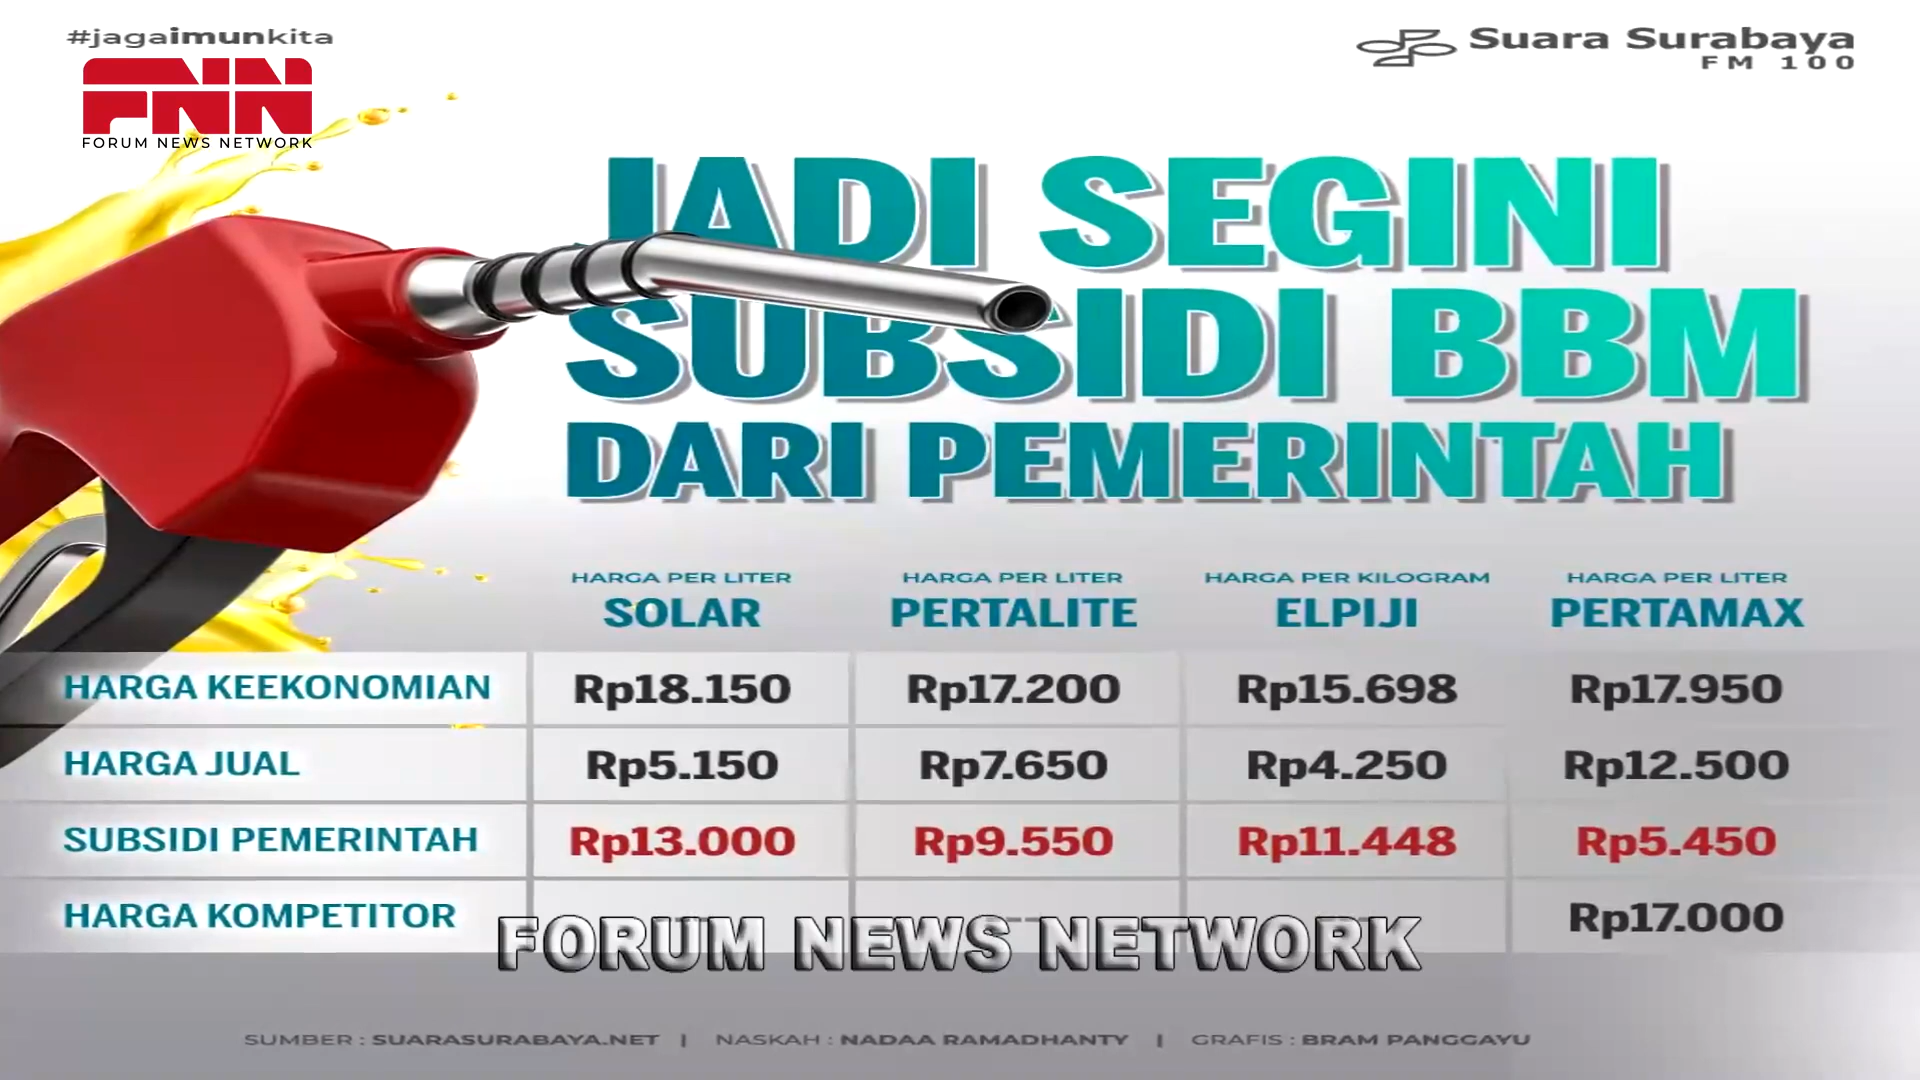 #jagaimunkita
FNN
FORUM NEWS NETWORK
Suara Surabaya
FM 100
JADI SEGINI
SUBSIDI BBM
DARI PEMERINTAH
HARGA PER LITER HARGA PER LITER HARGA PER KILOGRAM HARGA PER LITER
SOLAR PERTALITE ELPIJI PERTAMAX
HARGA KEEKONOMIAN Rp18.150 Rp17.200 Rp15.698 Rp17.950
HARGA JUAL Rp5.150 Rp7.650 Rp4.250 Rp12.500
SUBSIDI PEMERINTAH Rp13.000 Rp9.550 Rp11.448 Rp5.450
HARGA KOMPETITOR Rp17.000
FORUM NEWS NETWORK
SUMBER : SUARASURABAYA.NET | NASKAH : NADAA RAMADHANTY | GRAFIS : BRAM PANGGAYU